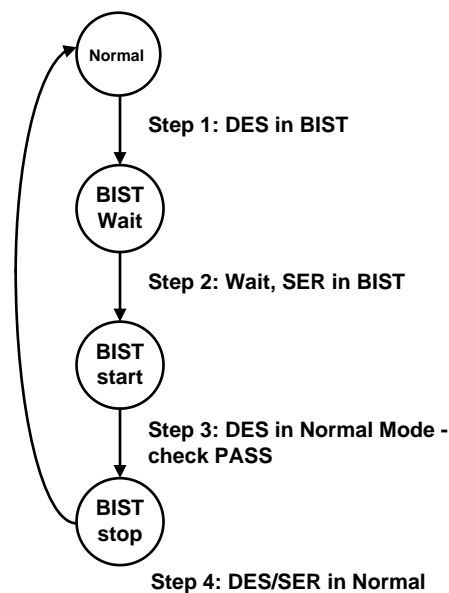 Normal
Step 1: DES in BIST
BIST
Wait
Step 2: Wait, SER in BIST
BIST
start
Step 3: DES in Normal Mode -
check PASS
BIST
stop
Step 4: DES/SER in Normal